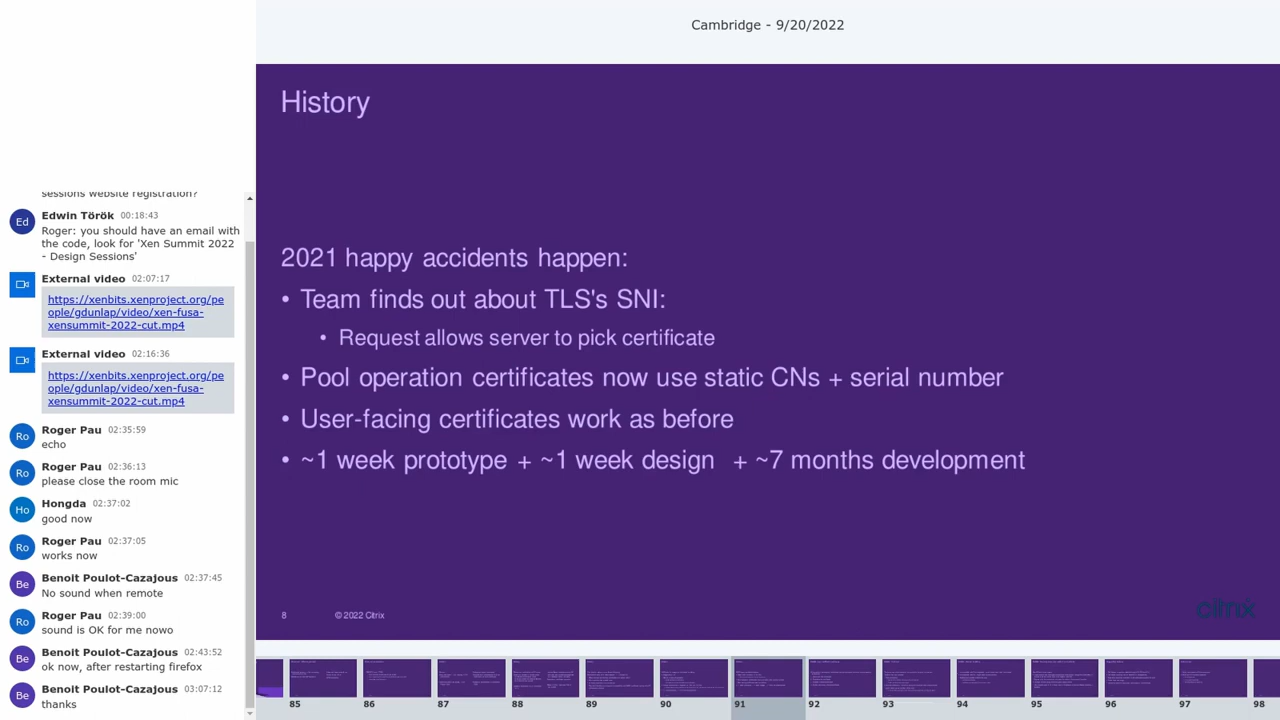 Cambridge - 9/20/2022
sessions website registration?
Ed
Edwin Török 00:18:43
Roger: you should have an email with
the code, look for 'Xen Summit 2022
- Design Sessions'
External video 02:07:17
https://xenbits.xenproject.org/pe
ople/gdunlap/video/xen-fusa-
xensummit-2022-cut.mp4
External video 02:16:36
https://xenbits.xenproject.org/pe
ople/gdunlap/video/xen-fusa-
xensummit-2022-cut.mp4
Ro
Roger Pau 02:35:59
echo
Ro
Roger Pau 02:36:13
please close the room mic
Ho
Hongda 02:37:02
good now
Ro
Roger Pau 02:37:05
works now
Be
Benoit Poulot-Cazajous 02:37:45
No sound when remote
Ro
Roger Pau 02:39:00
sound is OK for me nowo
Be
Benoit Poulot-Cazajous 02:43:52
ok now, after restarting firefox
Be
Benoit Poulot-Cazajous 03:07:12
thanks
History
2021 happy accidents happen:
• Team finds out about TLS's SNI:
• Request allows server to pick certificate
• Pool operation certificates now use static CNs + serial number
• User-facing certificates work as before
• ~1 week prototype + ~1 week design + ~7 months development
8 © 2022 Citrix
citrix
85 86 87 88 89 90 91 92 93 94 95 96 97 98